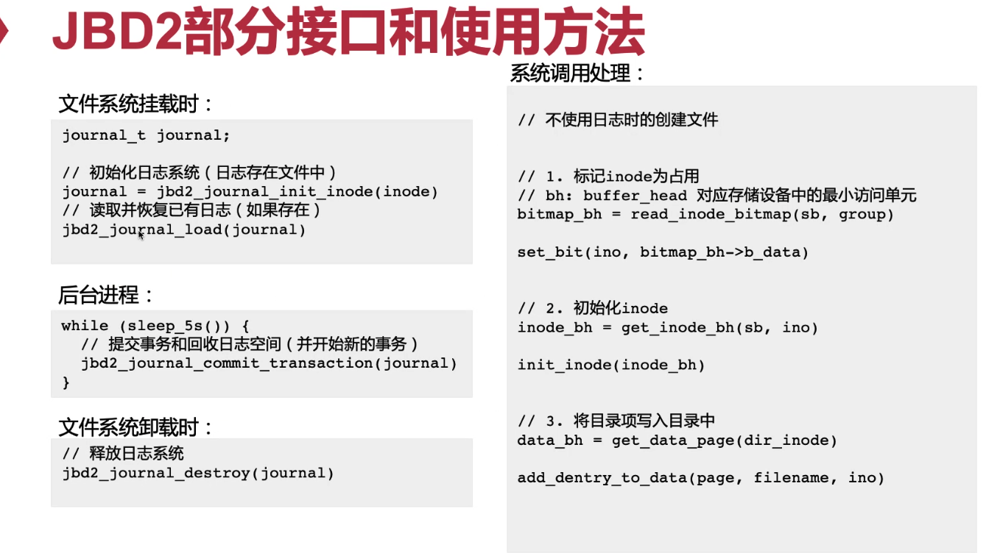 JBD2部分接口和使用方法
文件系统挂载时：
journal_t journal;
// 初始化日志系统（日志存在文件中）
journal = jbd2_journal_init_inode(inode)
// 读取并恢复已有日志（如果存在）
jbd2_journal_load(journal)
后台进程：
while (sleep_5s()) {
// 提交事务和回收日志空间（并开始新的事务）
jbd2_journal_commit_transaction(journal)
}
文件系统卸载时：
// 释放日志系统
jbd2_journal_destroy(journal)
系统调用处理：
// 不使用日志时的创建文件
// 1. 标记inode为占用
// bh: buffer_head 对应存储设备中的最小访问单元
bitmap_bh = read_inode_bitmap(sb, group)
set_bit(ino, bitmap_bh->b_data)
// 2. 初始化inode
inode_bh = get_inode_bh(sb, ino)
init_inode(inode_bh)
// 3. 将目录项写入目录中
data_bh = get_data_page(dir_inode)
add_dentry_to_data(page, filename, ino)